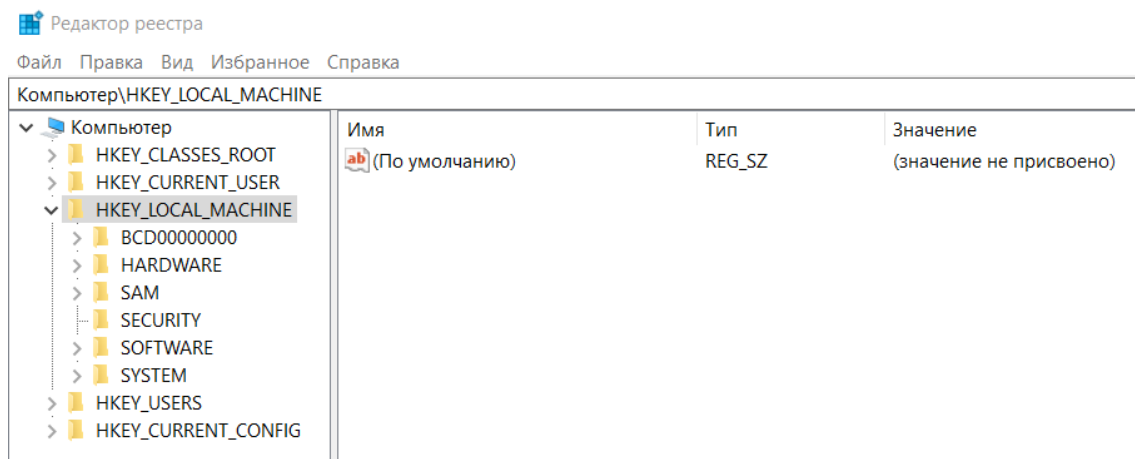 Редактор реестра
Файл Правка Вид Избранное Справка
Компьютер\HKEY_LOCAL_MACHINE
Компьютер
HKEY_CLASSES_ROOT
HKEY_CURRENT_USER
HKEY_LOCAL_MACHINE
BCD00000000
HARDWARE
SAM
SECURITY
SOFTWARE
SYSTEM
HKEY_USERS
HKEY_CURRENT_CONFIG
Имя Тип Значение
ab (По умолчанию) REG_SZ (значение не присвоено)